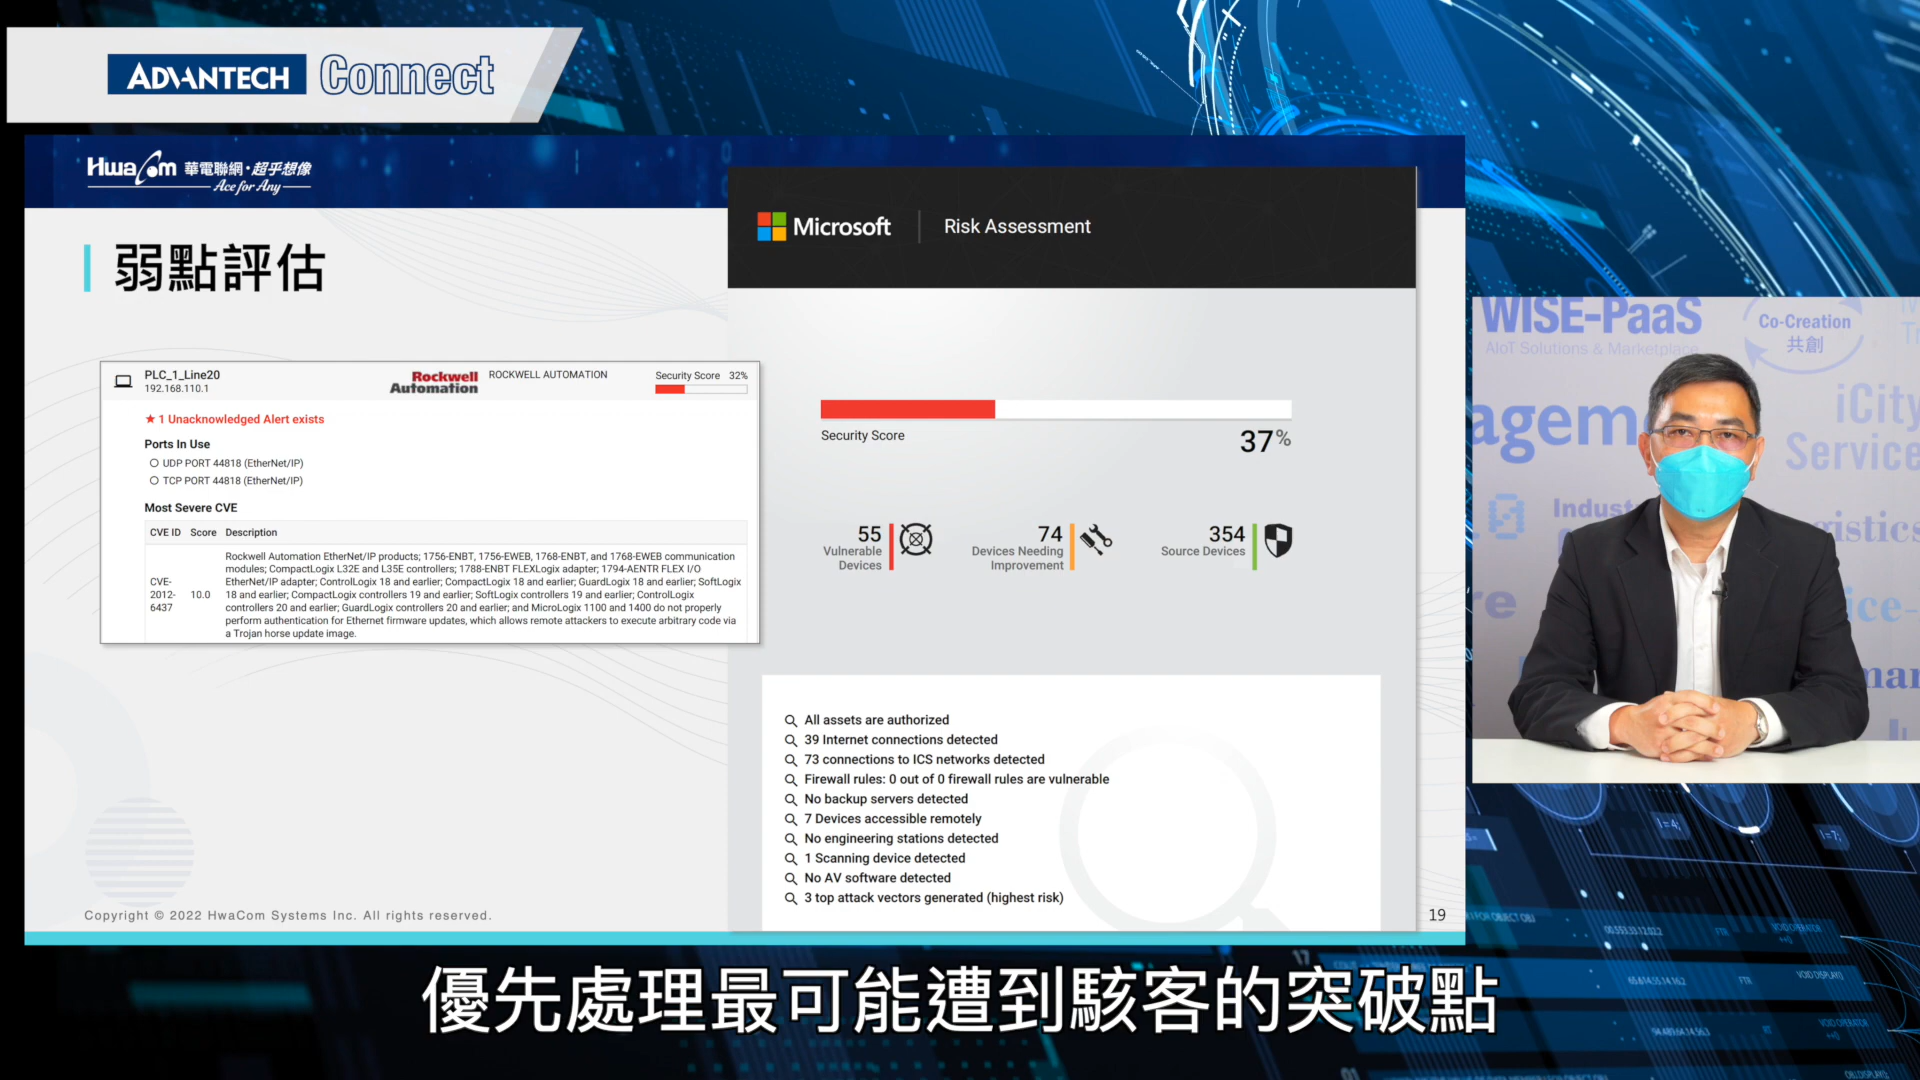 ADVANTECH Connect
HwaCom 華電聯網·超乎想像
Ace for Any
弱點評估
PLC_1_Line20
192.168.110.1
Rockwell
Automation
ROCKWELL AUTOMATION
Security Score 32%
★ 1 Unacknowledged Alert exists
Ports In Use
UDP PORT 44818 (EtherNet/IP)
TCP PORT 44818 (EtherNet/IP)
Most Severe CVE
CVE ID Score Description
CVE-2012-6437
10.0
Rockwell Automation EtherNet/IP products; 1756-ENBT, 1756-EWEB, 1768-ENBT, and 1768-EWEB communication
modules; CompactLogix L32E and L35E controllers; 1788-ENBT FLEXLogix adapter; 1794-AENTR FLEX I/O
EtherNet/IP adapter; ControlLogix 18 and earlier; CompactLogix 18 and earlier; GuardLogix 18 and earlier; SoftLogix
18 and earlier; CompactLogix controllers 19 and earlier; SoftLogix controllers 19 and earlier; ControlLogix
controllers 20 and earlier; GuardLogix controllers 20 and earlier; and MicroLogix 1100 and 1400 do not properly
perform authentication for Ethernet firmware updates, which allows remote attackers to execute arbitrary code via
a Trojan horse update image.
Microsoft Risk Assessment
Security Score
37%
55
Vulnerable
Devices
74
Devices Needing
Improvement
354
Source Devices
All assets are authorized
39 Internet connections detected
73 connections to ICS networks detected
Firewall rules: 0 out of 0 firewall rules are vulnerable
No backup servers detected
7 Devices accessible remotely
No engineering stations detected
1 Scanning device detected
No AV software detected
3 top attack vectors generated (highest risk)
Copyright © 2022 HwaCom Systems Inc. All rights reserved.
19
WISE-PaaS
AIoT Solutions & Marketplace
Co-Creation
共創
agem
iCity
Service
Indust
gistics
優先處理最可能遭到駭客的突破點